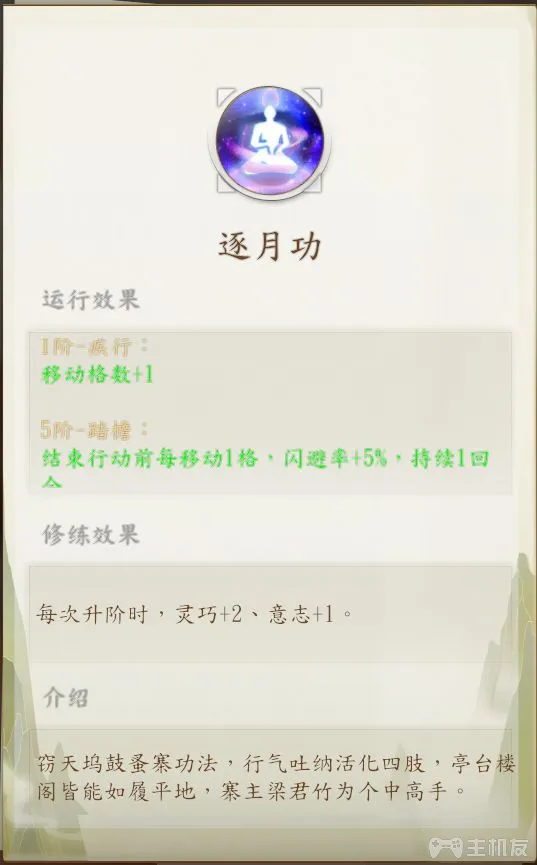 逐月功
运行效果
1阶-疾行：
移动格数+1
5阶-踏檐：
结束行动前每移动1格，闪避率+5%，持续1回
合
修练效果
每次升阶时，灵巧+2、意志+1。
介绍
窃天坞鼓蚤寨功法，行气吐纳活化四肢，亭台楼
阁皆能如履平地，寨主梁君竹为个中高手。
主机友